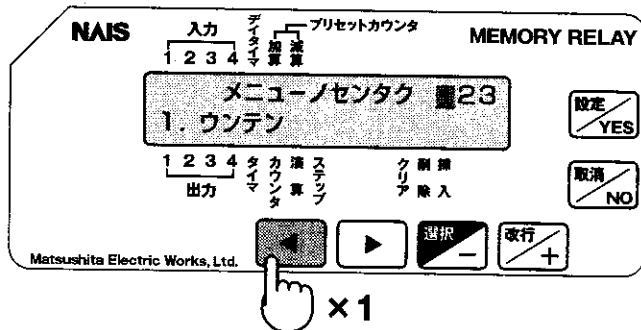 NAIS
入力
1 2 3 4
デイタイマ
プリセットカウンタ
加算
減算
MEMORY RELAY
メニューノセンタク 23
1. ウンテン
設定
YES
1 2 3 4
出力
タイマ
カウンタ
演算
ステップ
クリア
削除
挿入
取消
NO
選択
−
改行
+
Matsushita Electric Works, Ltd.
×1